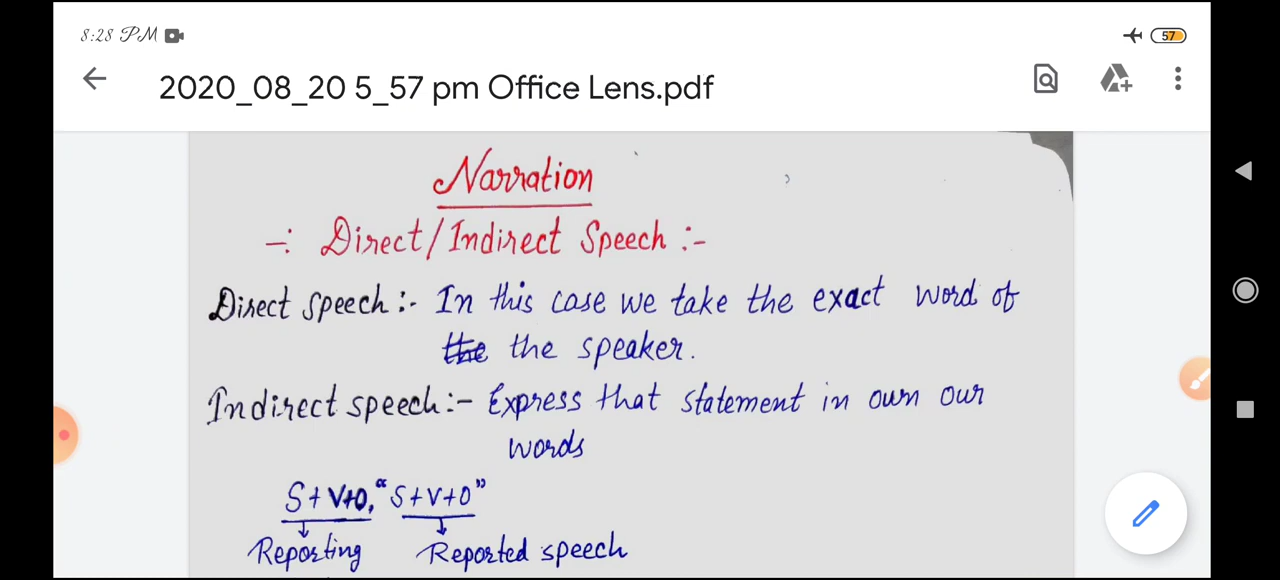 8:28 PM
57
2020_08_20 5_57 pm Office Lens.pdf
Narration
-: Direct/Indirect Speech :-
Direct speech :- In this case we take the exact word of
the the speaker.
Indirect speech :- Express that statement in own our
words
S+V+O, "S+V+O"
Reporting Reported speech